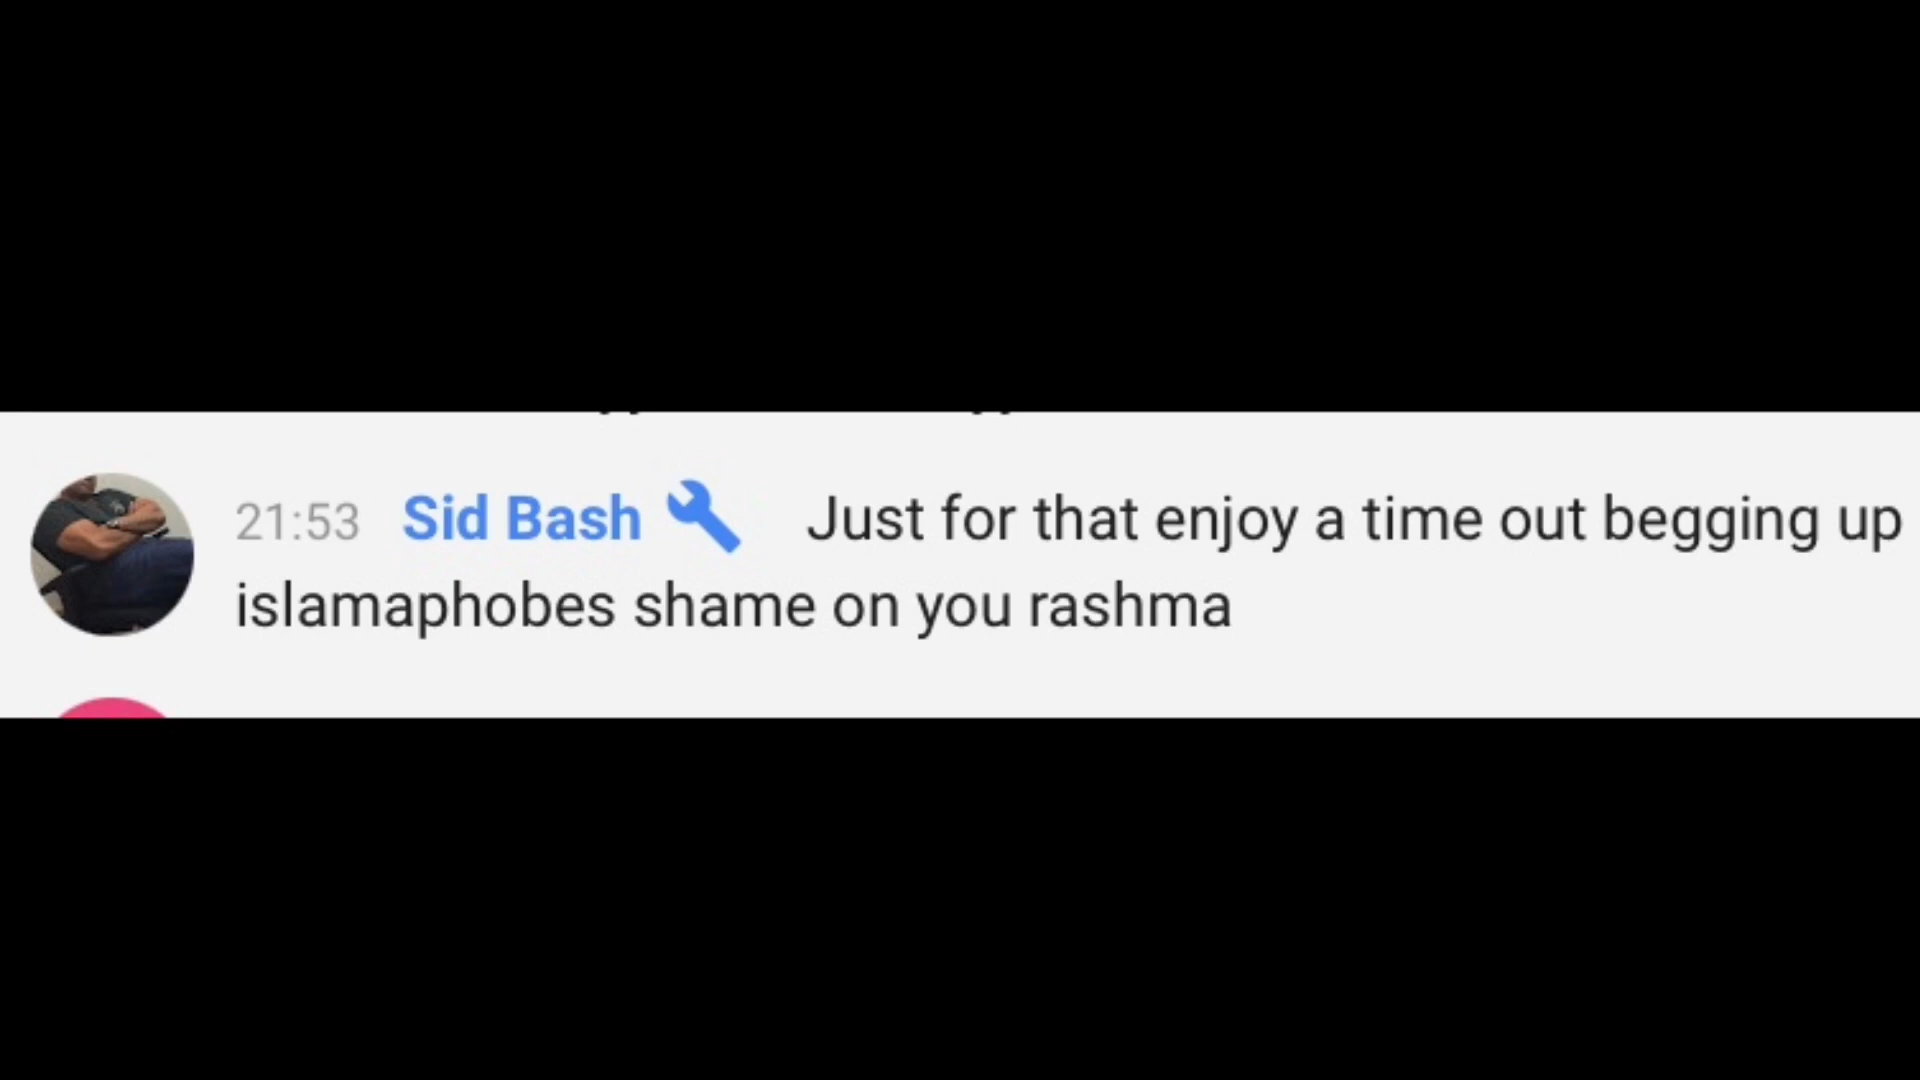 21:53 Sid Bash Just for that enjoy a time out begging up
islamaphobes shame on you rashma